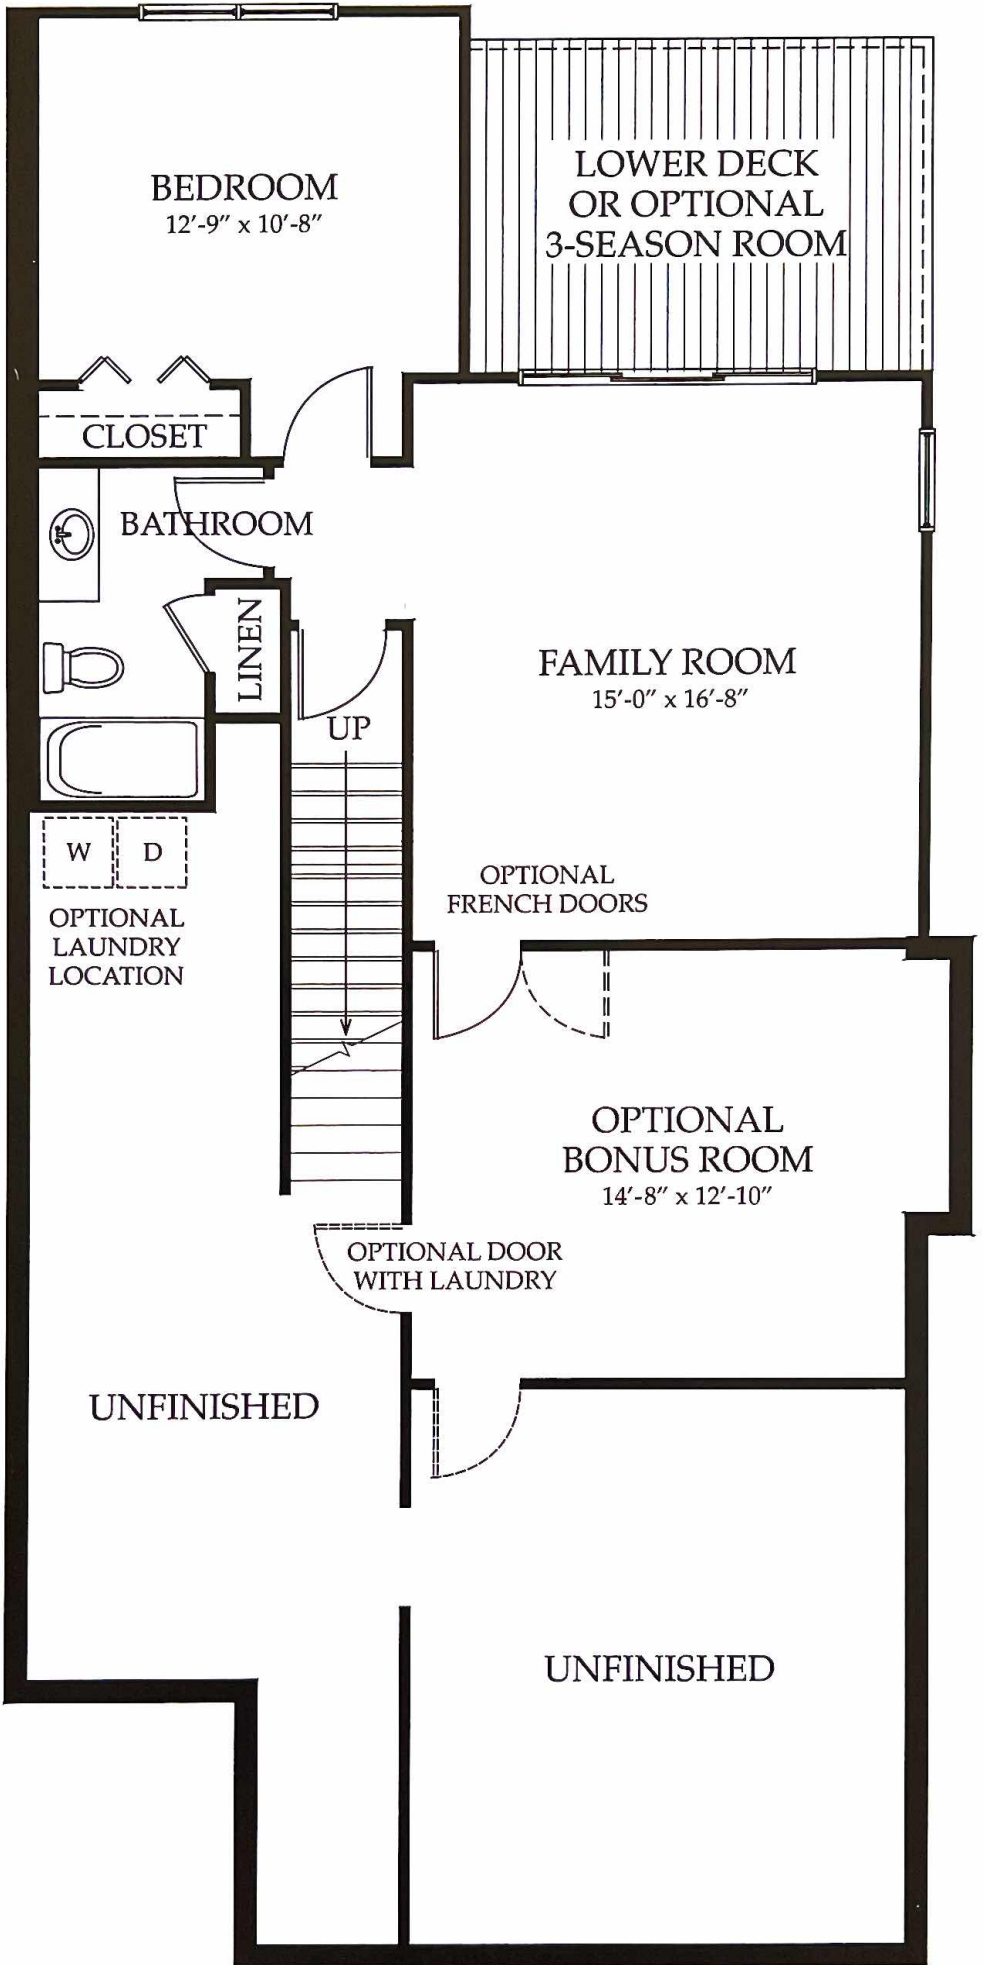 BEDROOM
12′-9″ x 10′-8″
LOWER DECK
OR OPTIONAL
3-SEASON ROOM
CLOSET
BATHROOM
LINEN
FAMILY ROOM
15′-0″ x 16′-8″
UP
W D
OPTIONAL
LAUNDRY
LOCATION
OPTIONAL
FRENCH DOORS
OPTIONAL
BONUS ROOM
14′-8″ x 12′-10″
OPTIONAL DOOR
WITH LAUNDRY
UNFINISHED
UNFINISHED